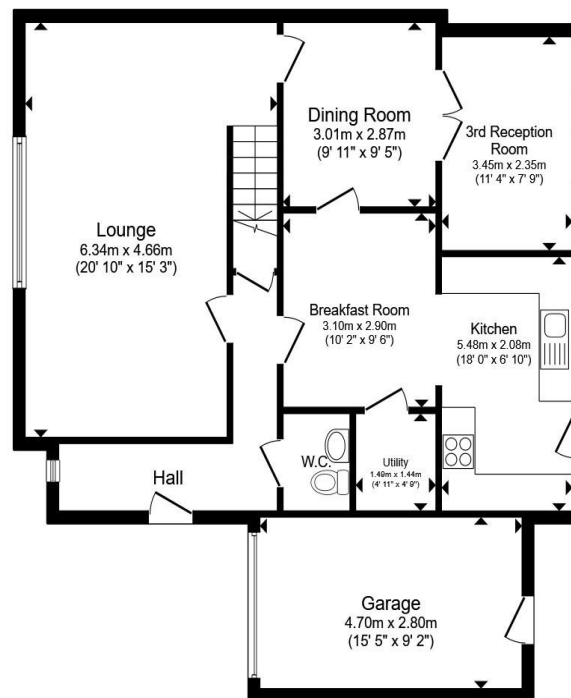 Lounge
6.34m x 4.66m
(20' 10" x 15' 3")
Dining Room
3.01m x 2.87m
(9' 11" x 9' 5")
3rd Reception
Room
3.45m x 2.35m
(11' 4" x 7' 9")
Breakfast Room
3.10m x 2.90m
(10' 2" x 9' 6")
Kitchen
5.48m x 2.08m
(18' 0" x 6' 10")
Hall
W.C.
Utility
1.49m x 1.44m
(4' 11" x 4' 9")
Garage
4.70m x 2.80m
(15' 5" x 9' 2")